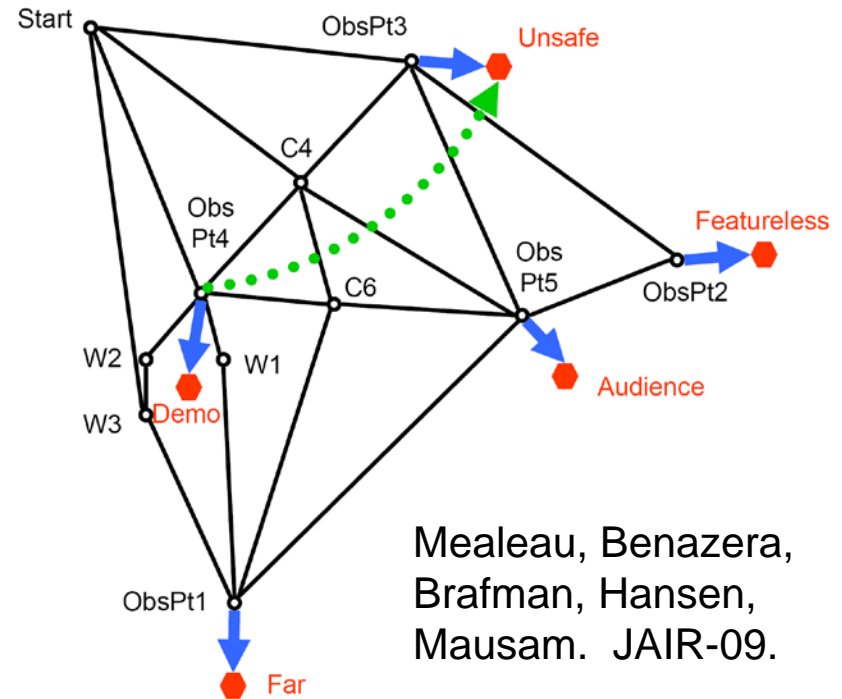 Start
ObsPt3
Unsafe
C4
Obs
Pt4
Featureless
Obs
Pt5
ObsPt2
C6
W2
W1
Audience
Demo
W3
Mealeau, Benazera,
Brafman, Hansen,
Mausam. JAIR-09.
ObsPt1
Far